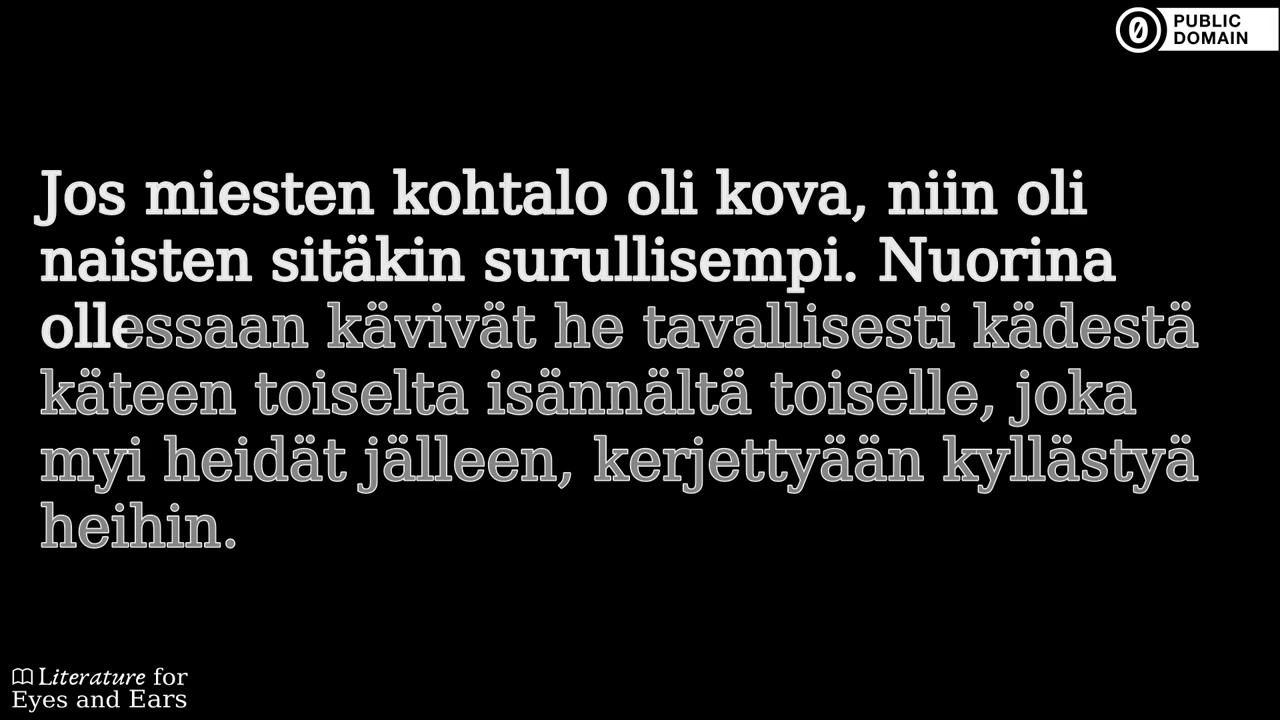 PUBLIC
DOMAIN
Jos miesten kohtalo oli kova, niin oli
naisten sitäkin surullisempi. Nuorina
ollessaan kävivät he tavallisesti kädestä
käteen toiselta isännältä toiselle, joka
myi heidät jälleen, kerjettyään kyllästyä
heihin.
Literature for
Eyes and Ears